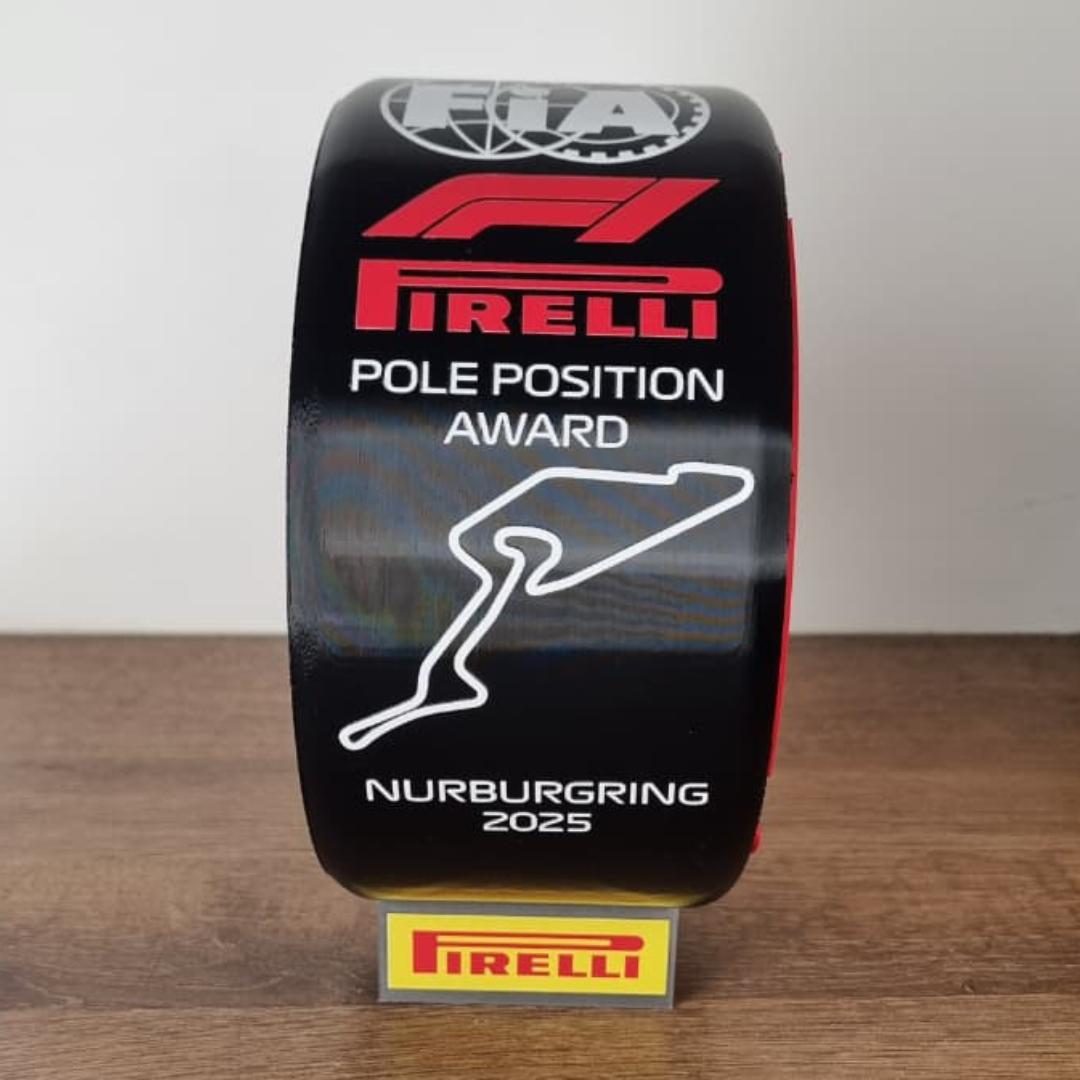 FiA
F1
PIRELLI
POLE POSITION
AWARD
NURBURGRING
2025
PIRELLI